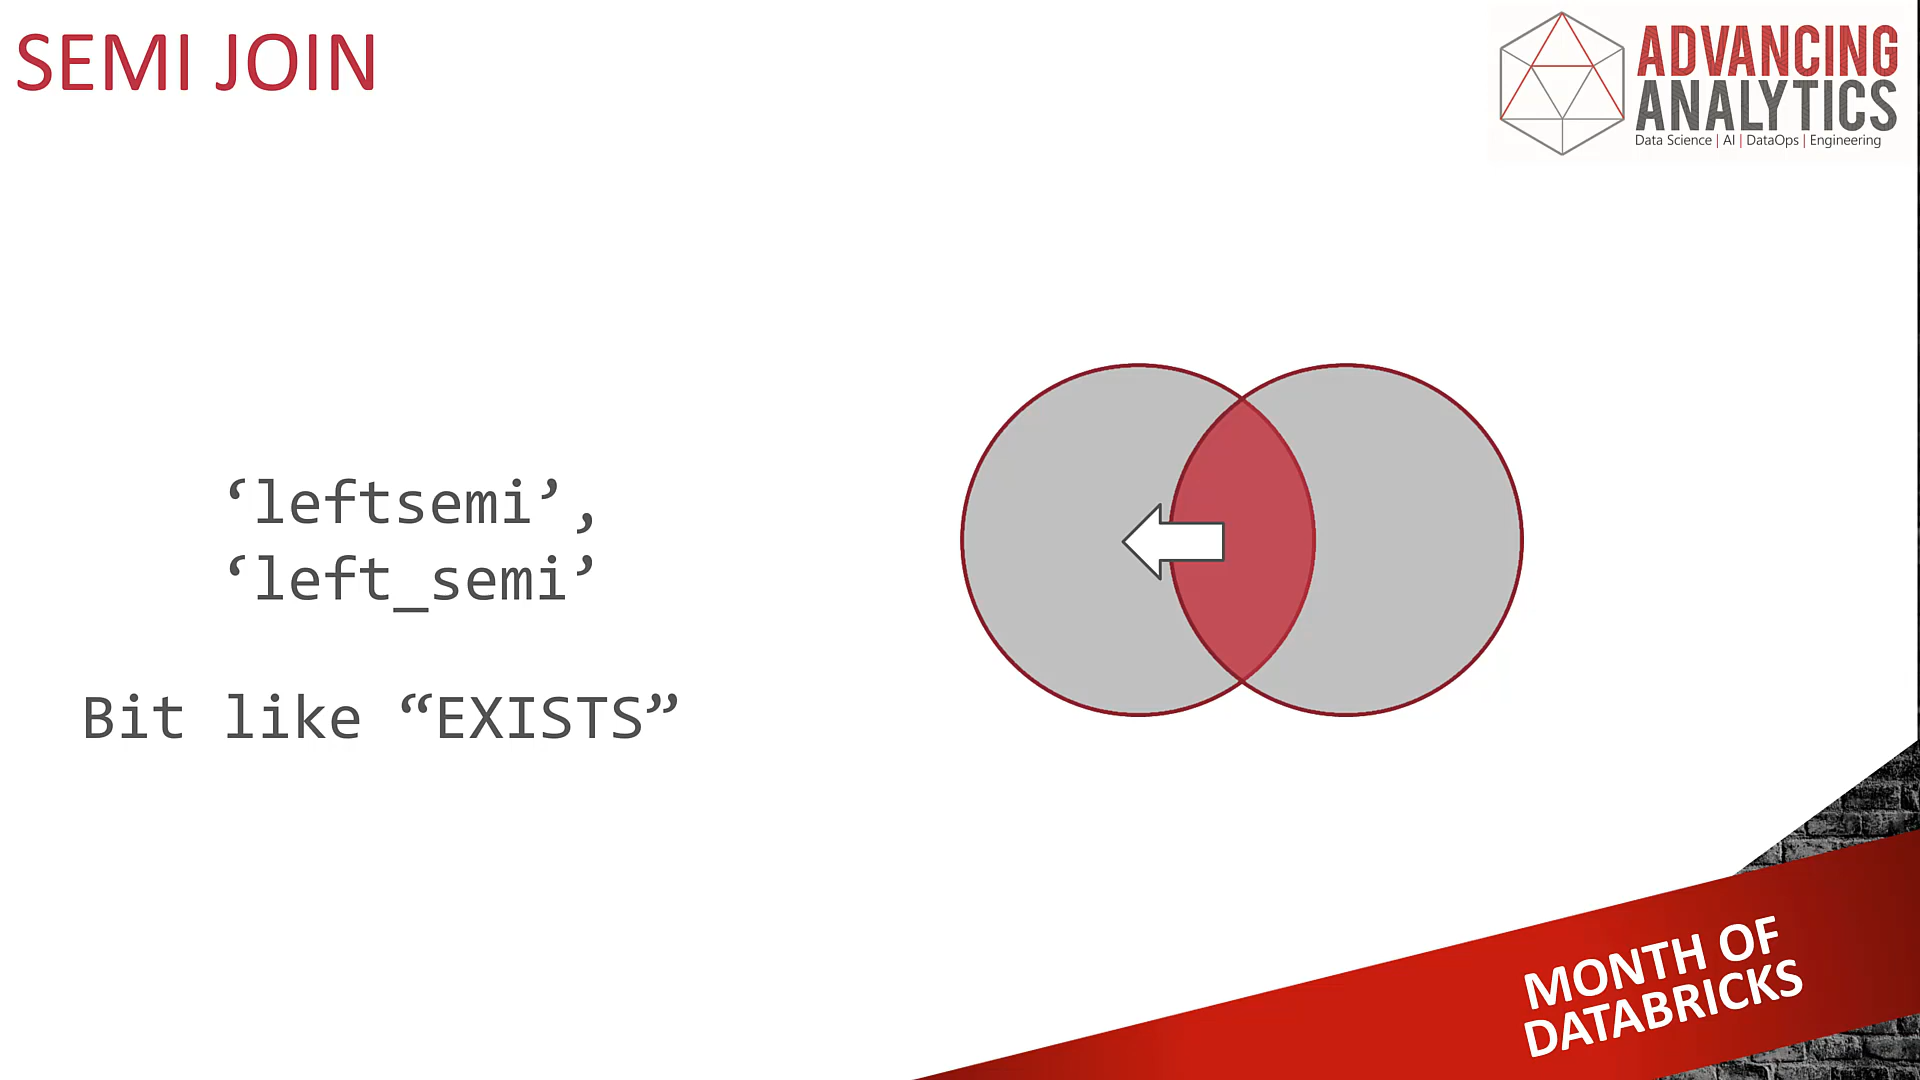 SEMI JOIN
ADVANCING
ANALYTICS
Data Science | AI | DataOps | Engineering
‘leftsemi’,
‘left_semi’
Bit like “EXISTS”
MONTH OF
DATABRICKS